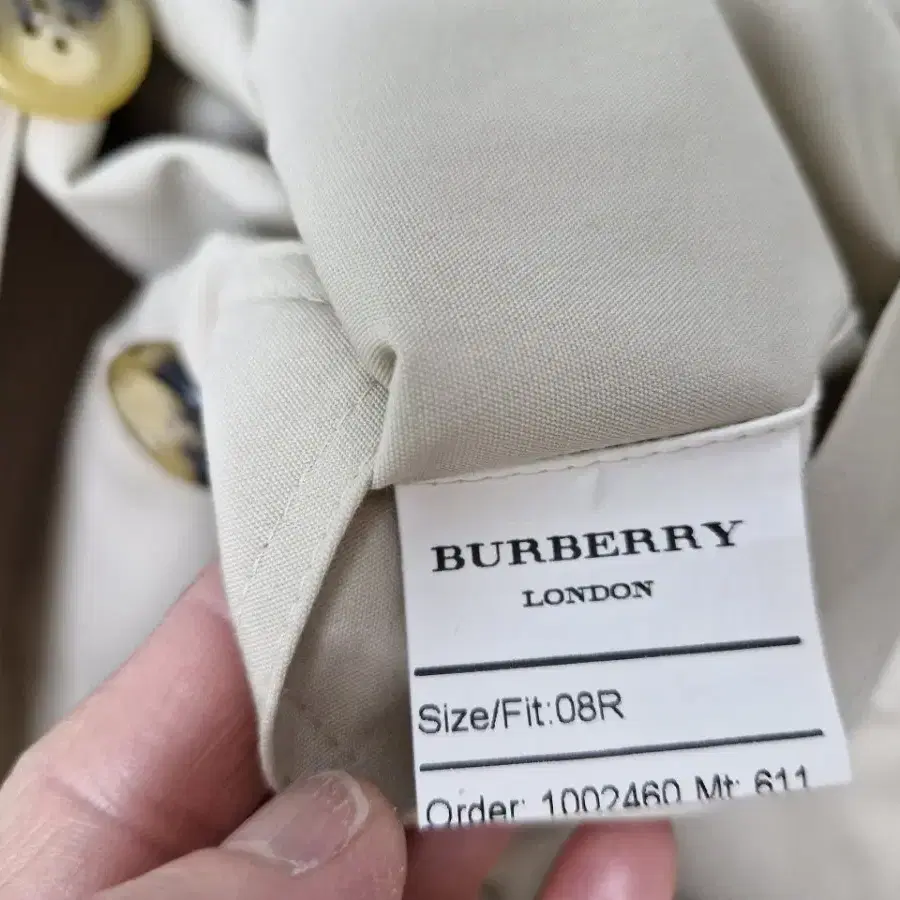 BURBERRY
LONDON
Size/Fit:08R
Order: 1002460 Mt: 611